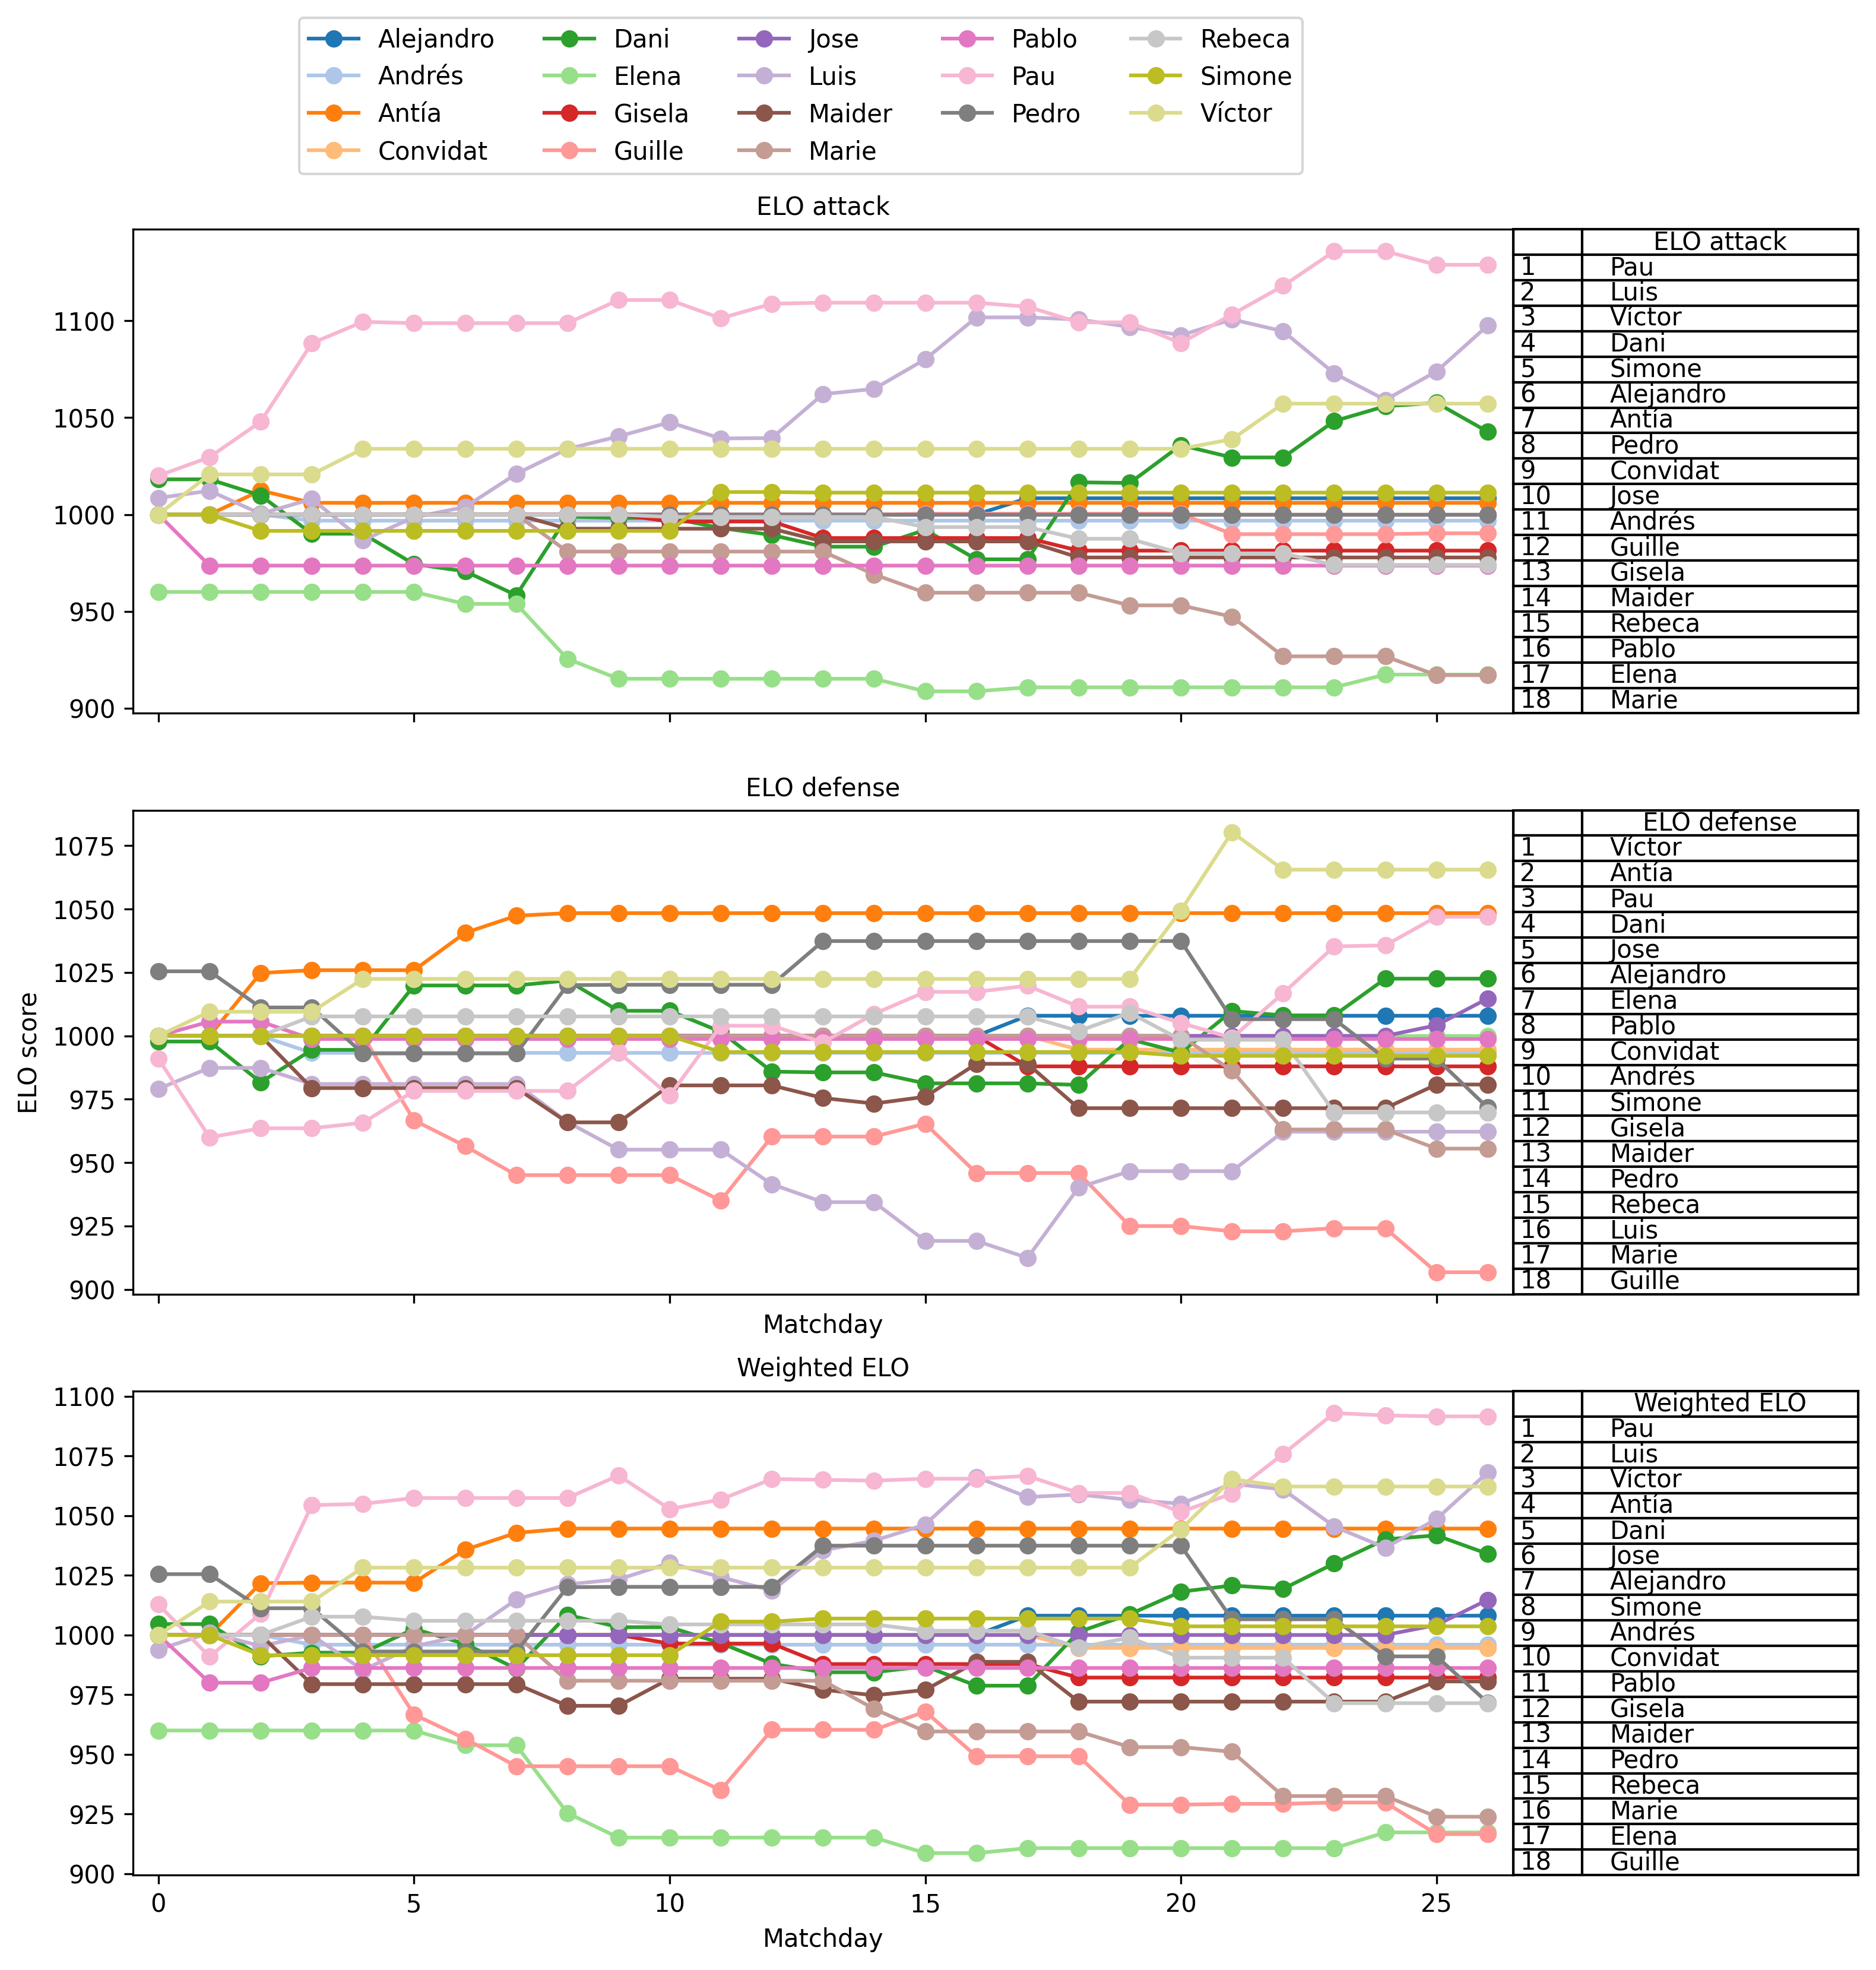 Alejandro Dani Jose Pablo Rebeca
Andrés Elena Luis Pau Simone
Antía Gisela Maider Pedro Víctor
Convidat Guille Marie
ELO attack
1100
1050
1000
950
900
ELO attack
1 Pau
2 Luis
3 Víctor
4 Dani
5 Simone
6 Alejandro
7 Antía
8 Pedro
9 Convidat
10 Jose
11 Andrés
12 Guille
13 Gisela
14 Maider
15 Rebeca
16 Pablo
17 Elena
18 Marie
ELO defense
ELO score
1075
1050
1025
1000
975
950
925
900
Matchday
ELO defense
1 Víctor
2 Antía
3 Pau
4 Dani
5 Jose
6 Alejandro
7 Elena
8 Pablo
9 Convidat
10 Andrés
11 Simone
12 Gisela
13 Maider
14 Pedro
15 Rebeca
16 Luis
17 Marie
18 Guille
Weighted ELO
1100
1075
1050
1025
1000
975
950
925
900
0 5 10 15 20 25
Matchday
Weighted ELO
1 Pau
2 Luis
3 Víctor
4 Antía
5 Dani
6 Jose
7 Alejandro
8 Simone
9 Andrés
10 Convidat
11 Pablo
12 Gisela
13 Maider
14 Pedro
15 Rebeca
16 Marie
17 Elena
18 Guille